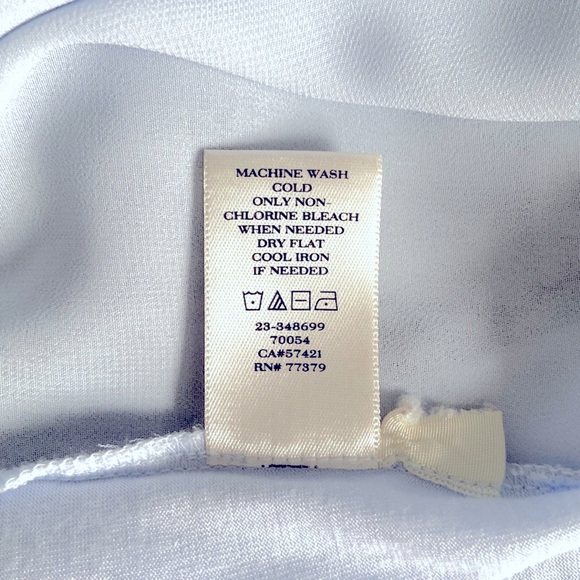 MACHINE WASH
COLD
ONLY NON-
CHLORINE BLEACH
WHEN NEEDED
DRY FLAT
COOL IRON
IF NEEDED
23-348699
70054
CA#57421
RN# 77379